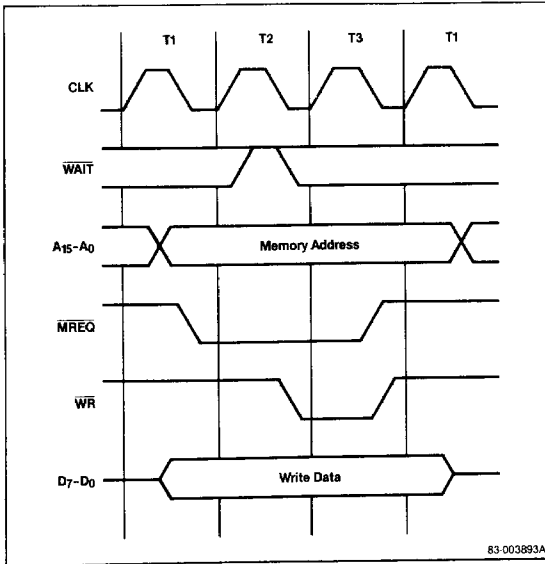 T1 T2 T3 T1
CLK
WAIT
A15-A0
Memory Address
MREQ
WR
D7-D0
Write Data
83-003893A